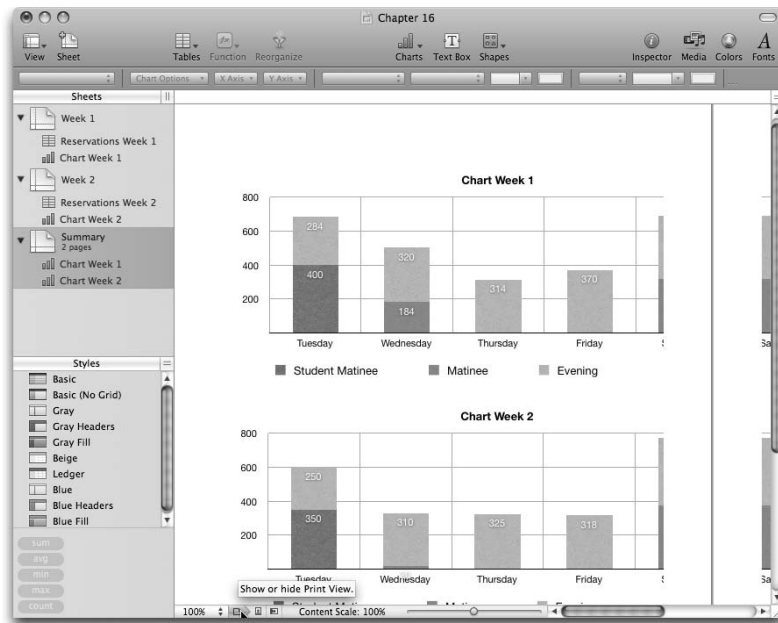 Chapter 16
View Sheet Tables Function Reorganize Charts Text Box Shapes Inspector Media Colors Fonts
Chart Options X Axis Y Axis
Sheets
Week 1
Reservations Week 1
Chart Week 1
Week 2
Reservations Week 2
Chart Week 2
Summary
2 pages
Chart Week 1
Chart Week 2
Styles
Basic
Basic (No Grid)
Gray
Gray Headers
Gray Fill
Beige
Ledger
Blue
Blue Headers
Blue Fill
sum
avg
min
max
count
Chart Week 1
800
600
400
200
284
400
320
184
314
370
Tuesday Wednesday Thursday Friday
Student Matinee Matinee Evening
Chart Week 2
800
600
400
200
250
350
310
325
318
Tuesday Wednesday Thursday Friday
Show or hide Print View.
100% Content Scale: 100%